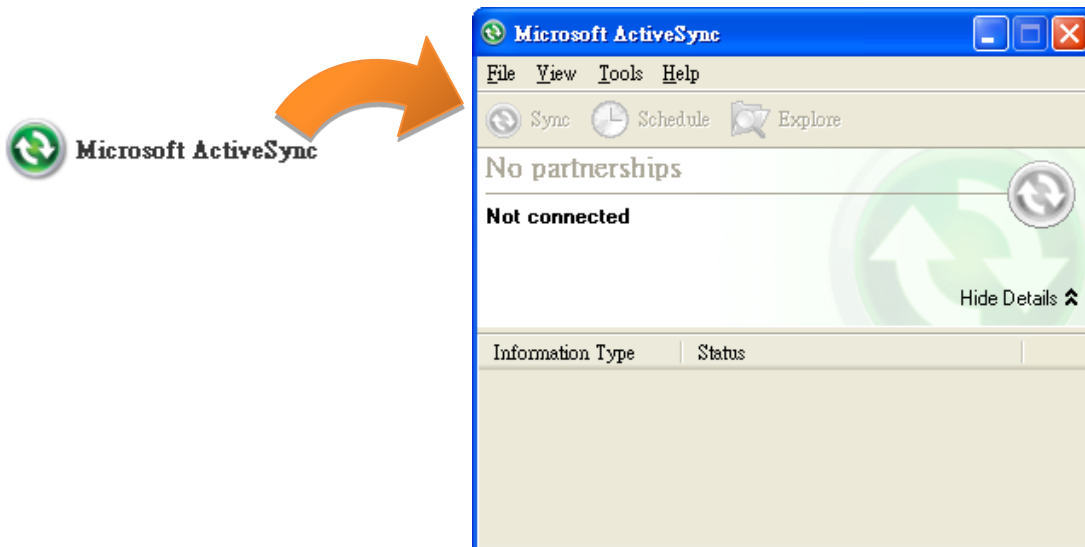 Microsoft ActiveSync
Microsoft ActiveSync
File View Tools Help
Sync Schedule Explore
No partnerships
Not connected
Hide Details
Information Type Status